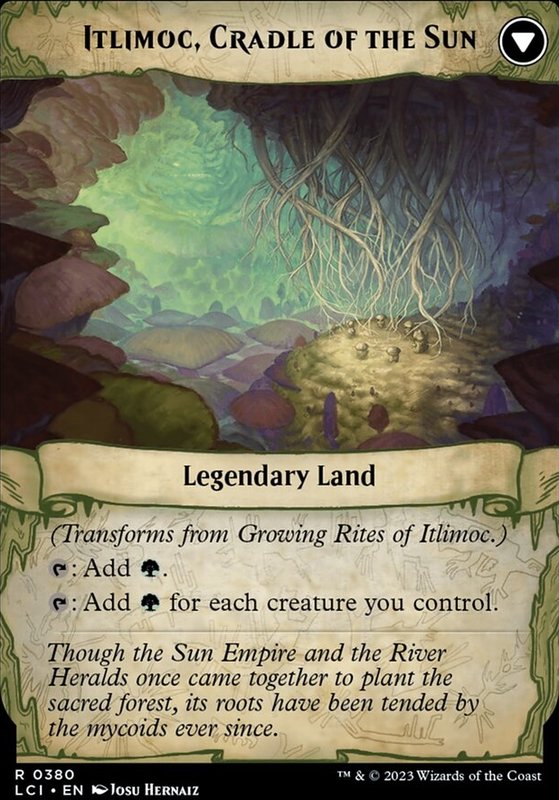 Itlimoc, Cradle of the Sun
Legendary Land
(Transforms from Growing Rites of Itlimoc.)
: Add .
: Add  for each creature you control.
Though the Sun Empire and the River
Heralds once came together to plant the
sacred forest, its roots have been tended by
the mycoids ever since.
R 0380
LCI • EN Josu Hernaiz
™ & © 2023 Wizards of the Coast